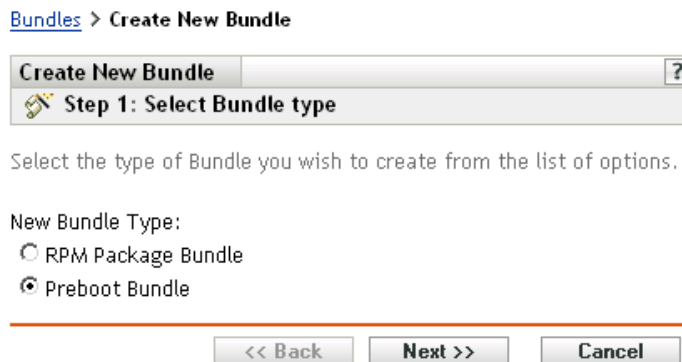 Bundles > Create New Bundle
Create New Bundle ?
Step 1: Select Bundle type
Select the type of Bundle you wish to create from the list of options.
New Bundle Type:
RPM Package Bundle
Preboot Bundle
<< Back Next >> Cancel